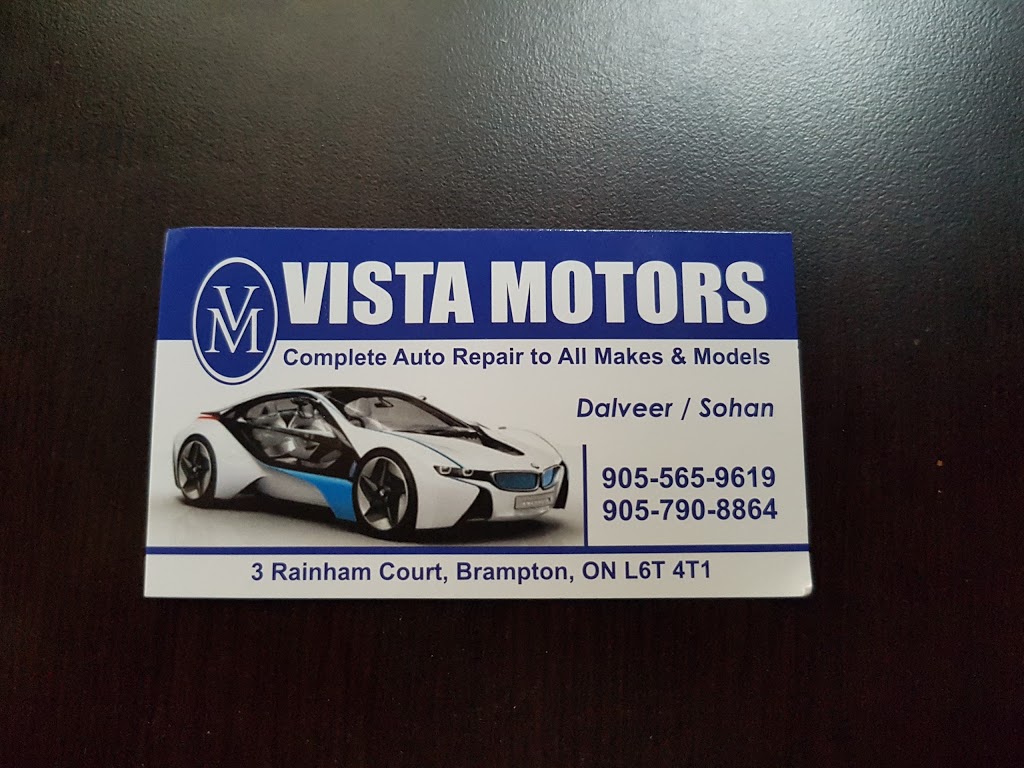 VM
VISTA MOTORS
Complete Auto Repair to All Makes & Models
Dalveer / Sohan
905-565-9619
905-790-8864
3 Rainham Court, Brampton, ON L6T 4T1